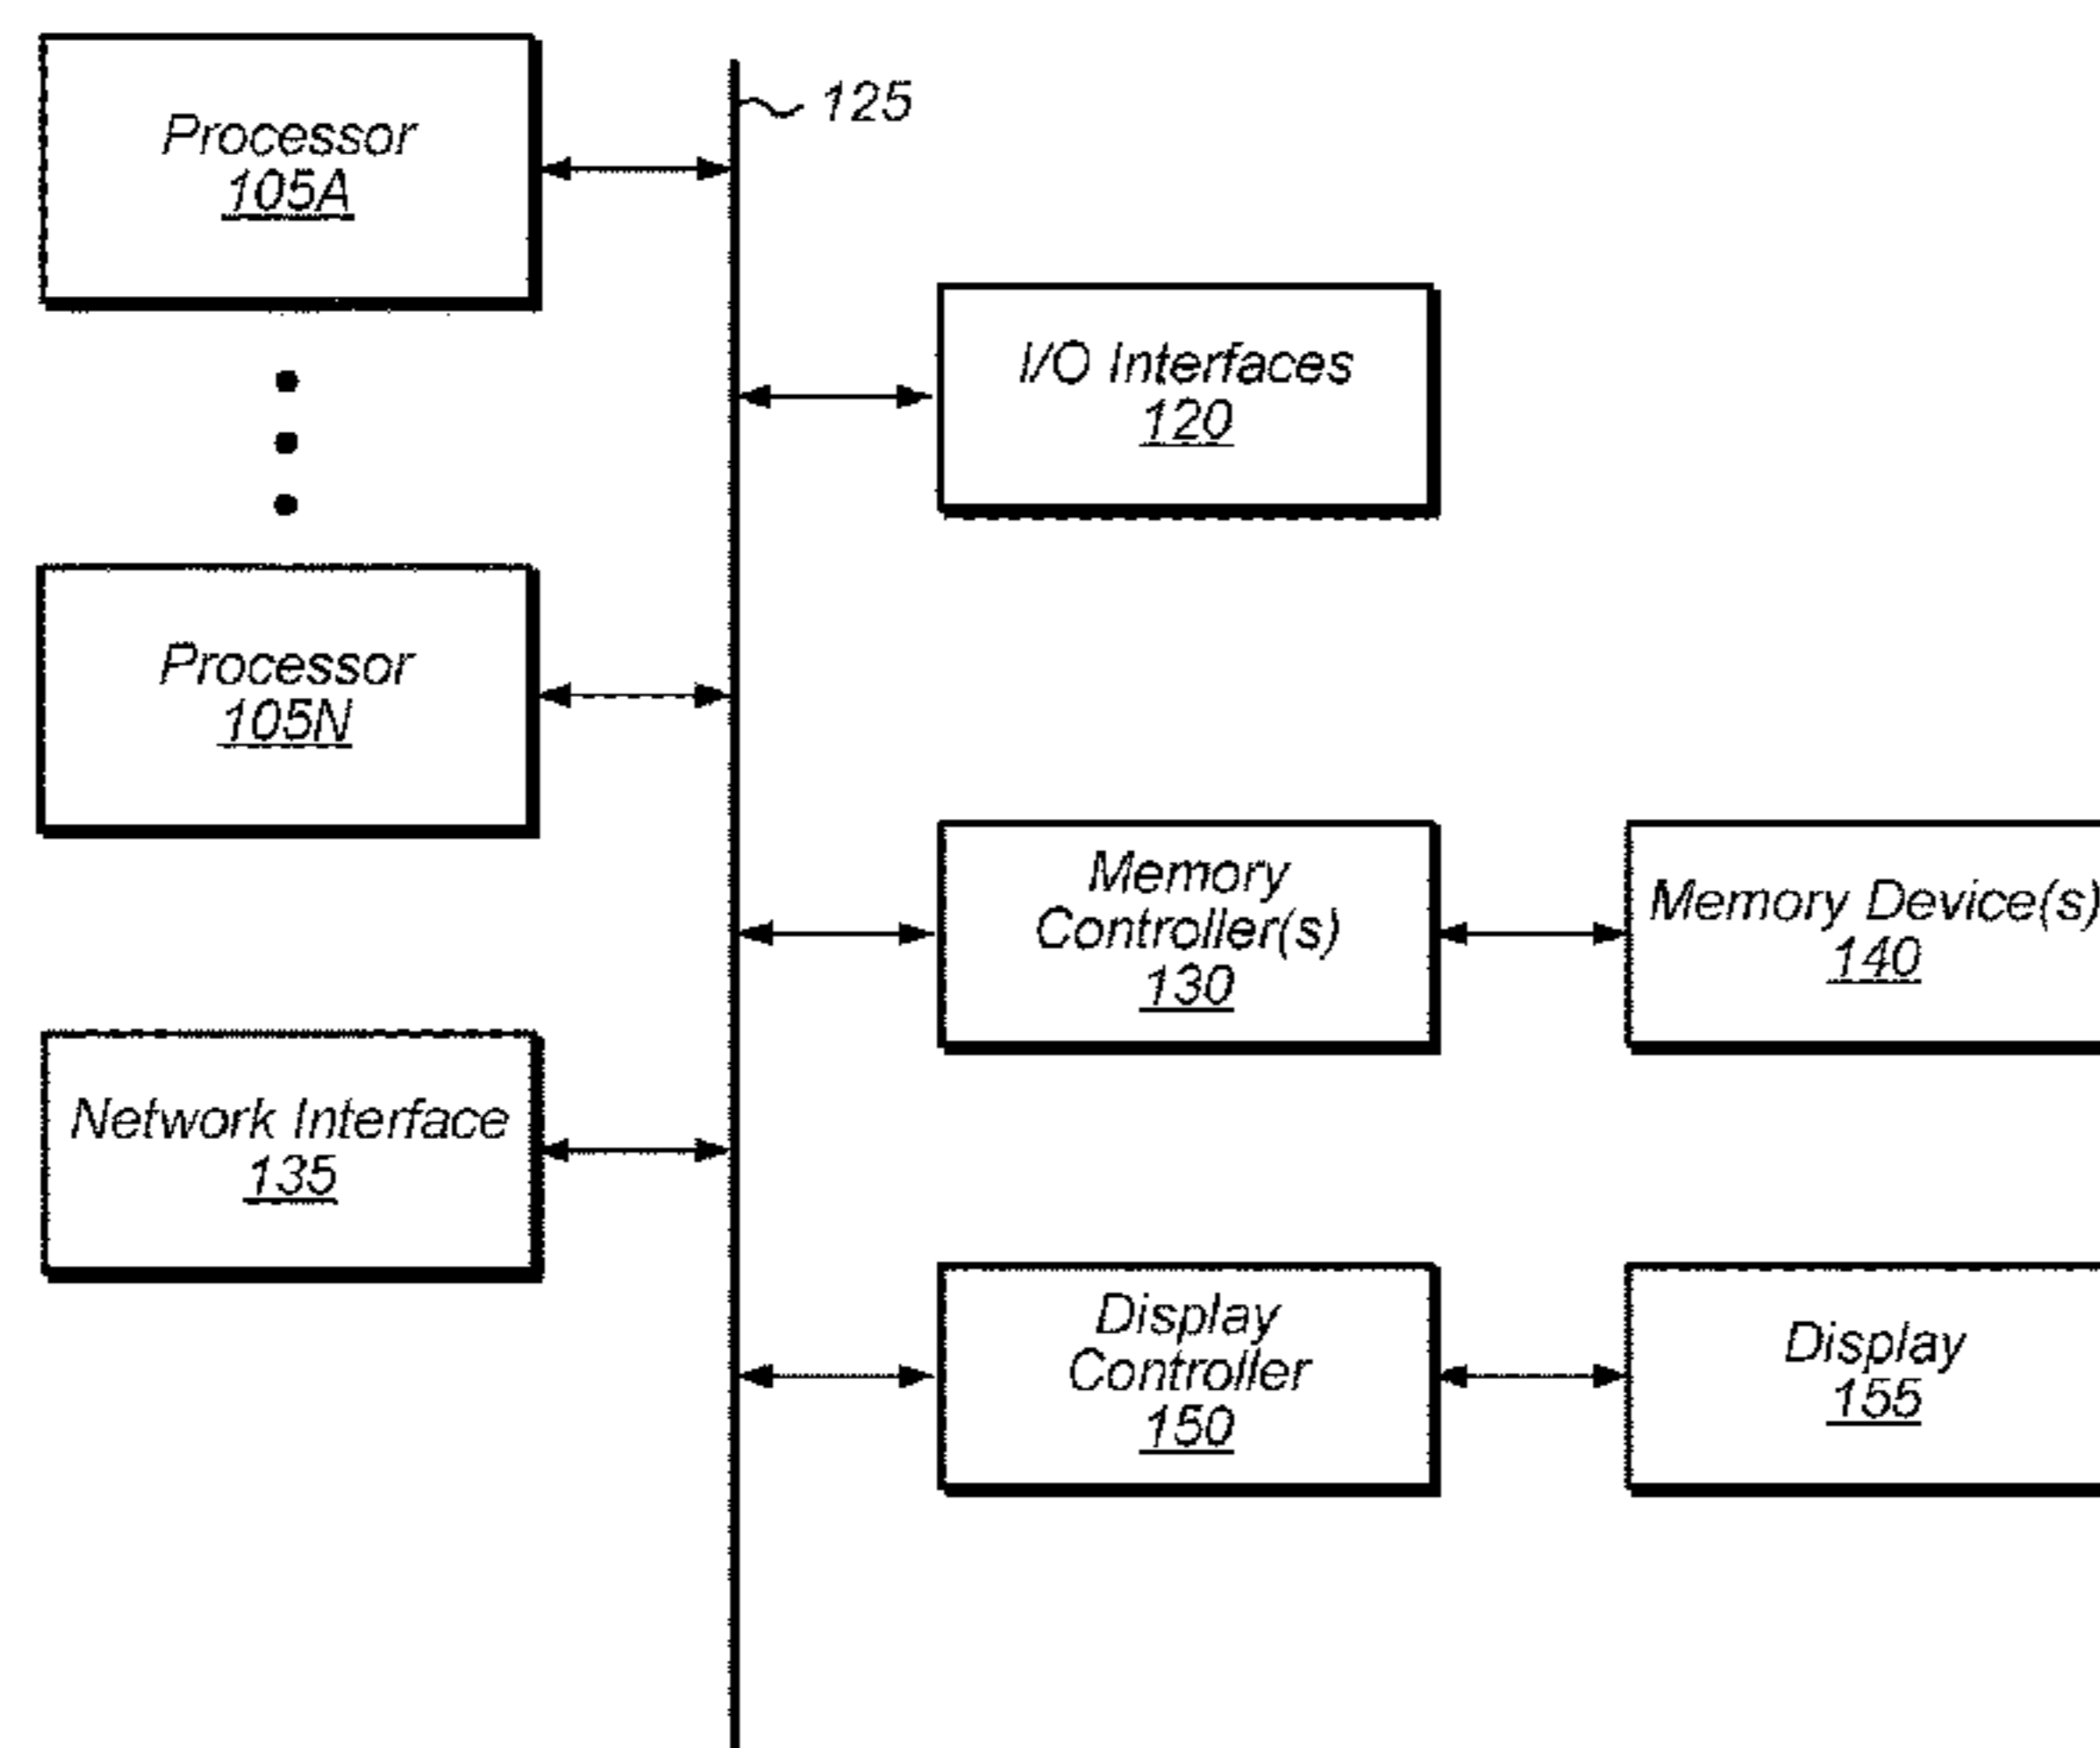 Processor
105A
125
I/O Interfaces
120
Processor
105N
Memory
Controller(s)
130
Memory Device(s)
140
Network Interface
135
Display
Controller
150
Display
155